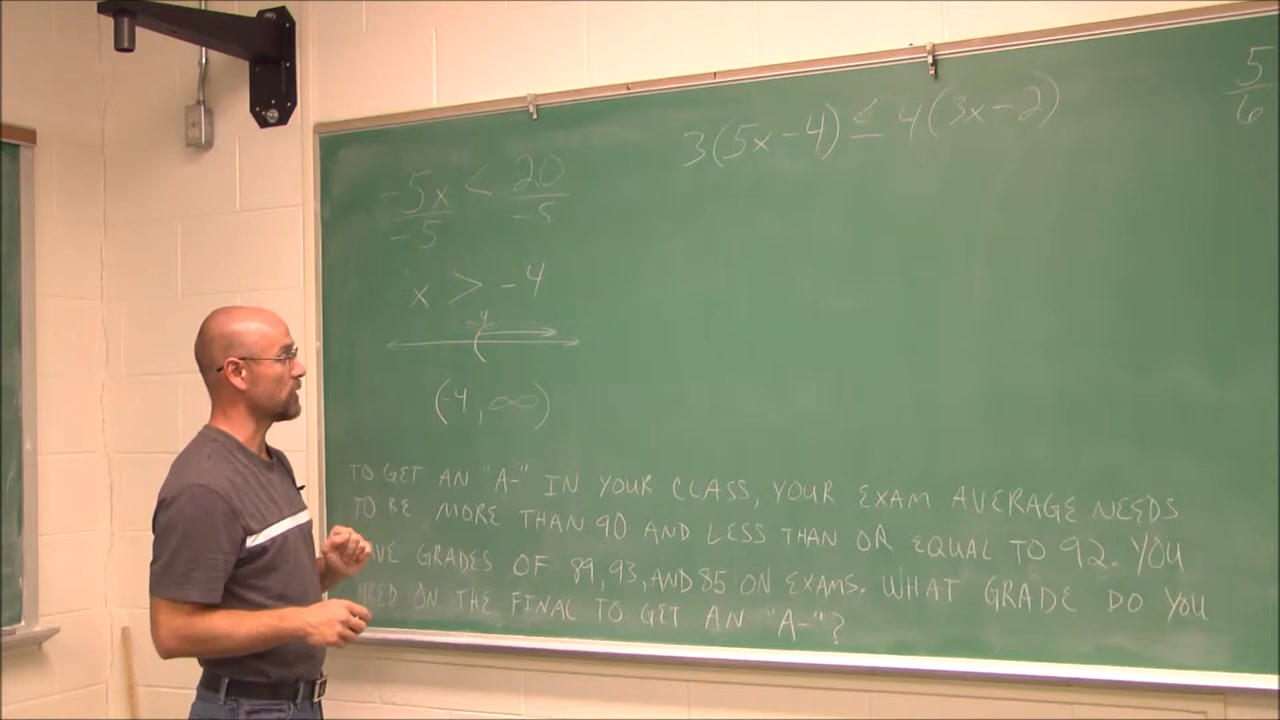 -5x < 20
-5 -5
x > -4
-4
(-4, ∞)
3(5x-4) ≤ 4(3x-2)
5
6
TO GET AN "A-" IN YOUR CLASS, YOUR EXAM AVERAGE NEEDS
TO BE MORE THAN 90 AND LESS THAN OR EQUAL TO 92. YOU
GRADES OF 89, 93, AND 85 ON EXAMS. WHAT GRADE DO YOU
ON THE FINAL TO GET AN "A-"?